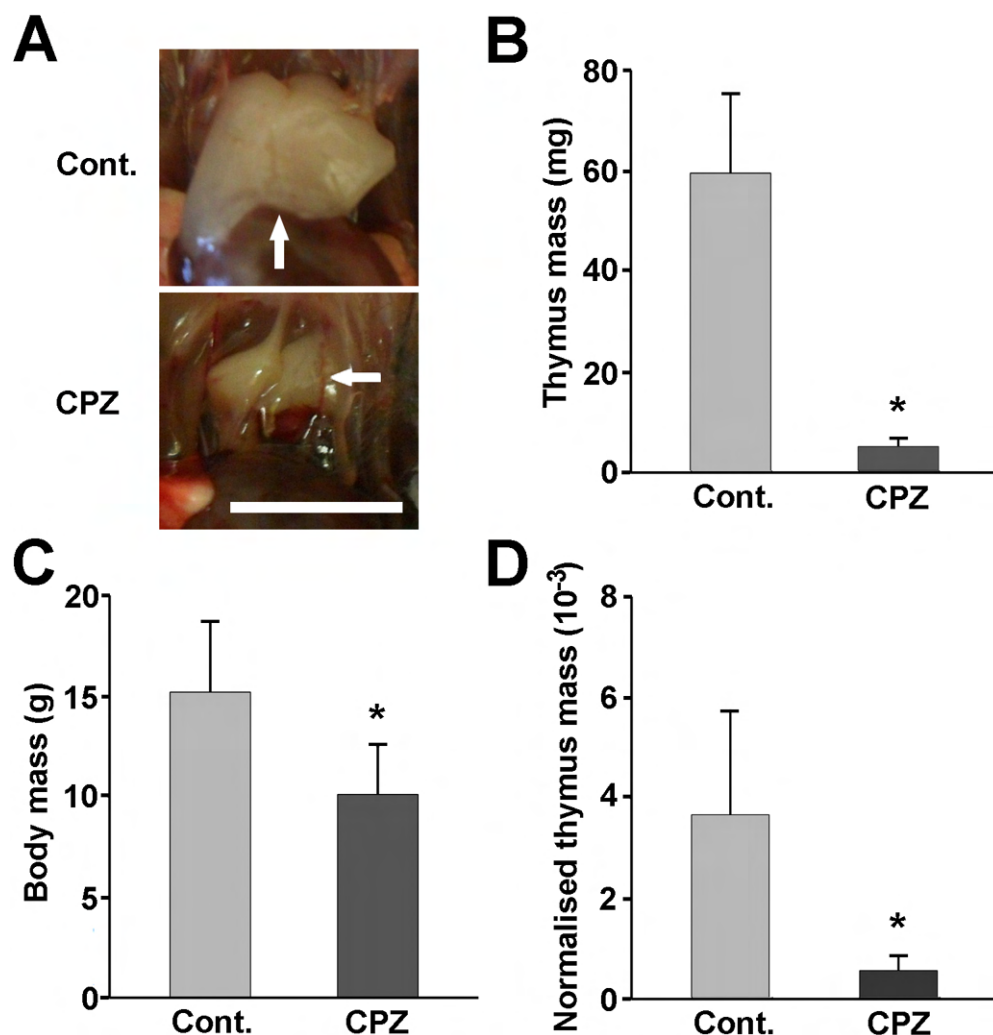 A
Cont.
CPZ
B
Thymus mass (mg)
80
60
40
20
0
*
Cont.
CPZ
C
Body mass (g)
20
15
10
5
0
*
Cont.
CPZ
D
Normalised thymus mass (10⁻³)
8
6
4
2
0
*
Cont.
CPZ